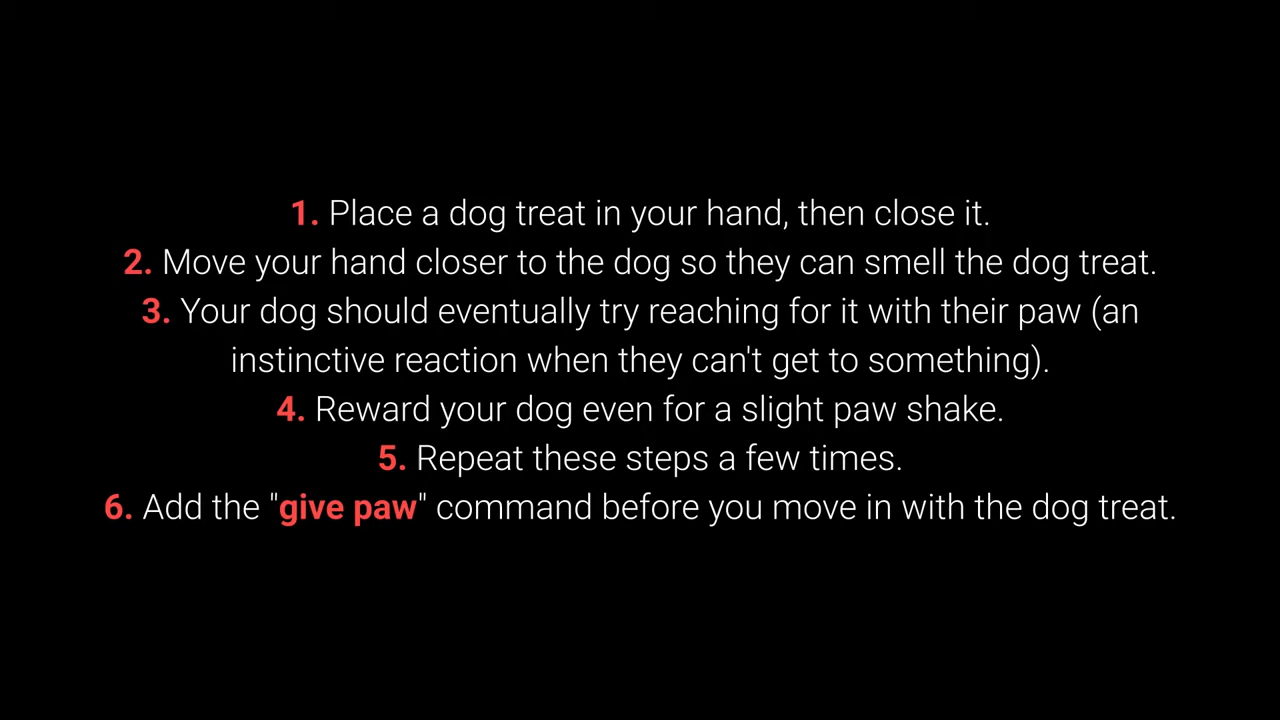 1. Place a dog treat in your hand, then close it.
2. Move your hand closer to the dog so they can smell the dog treat.
3. Your dog should eventually try reaching for it with their paw (an
instinctive reaction when they can't get to something).
4. Reward your dog even for a slight paw shake.
5. Repeat these steps a few times.
6. Add the "give paw" command before you move in with the dog treat.